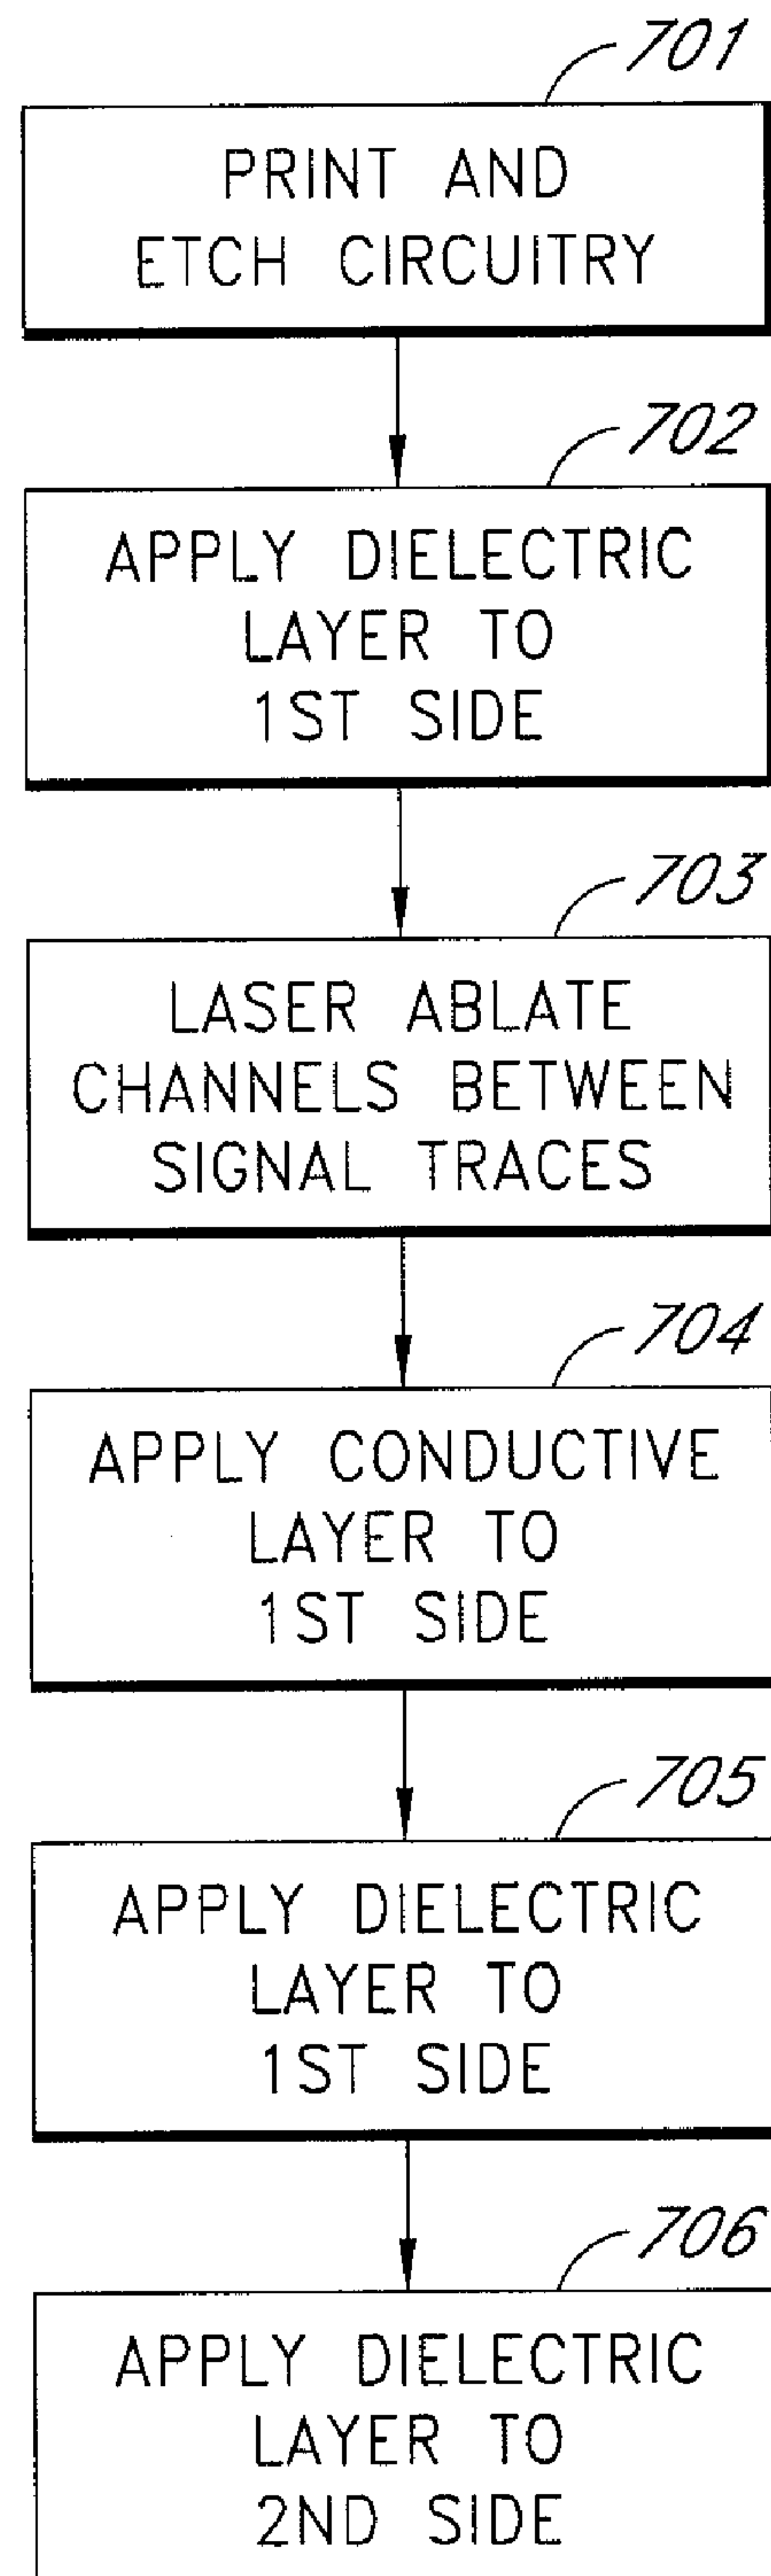 701
PRINT AND
ETCH CIRCUITRY
702
APPLY DIELECTRIC
LAYER TO
1ST SIDE
703
LASER ABLATE
CHANNELS BETWEEN
SIGNAL TRACES
704
APPLY CONDUCTIVE
LAYER TO
1ST SIDE
705
APPLY DIELECTRIC
LAYER TO
1ST SIDE
706
APPLY DIELECTRIC
LAYER TO
2ND SIDE